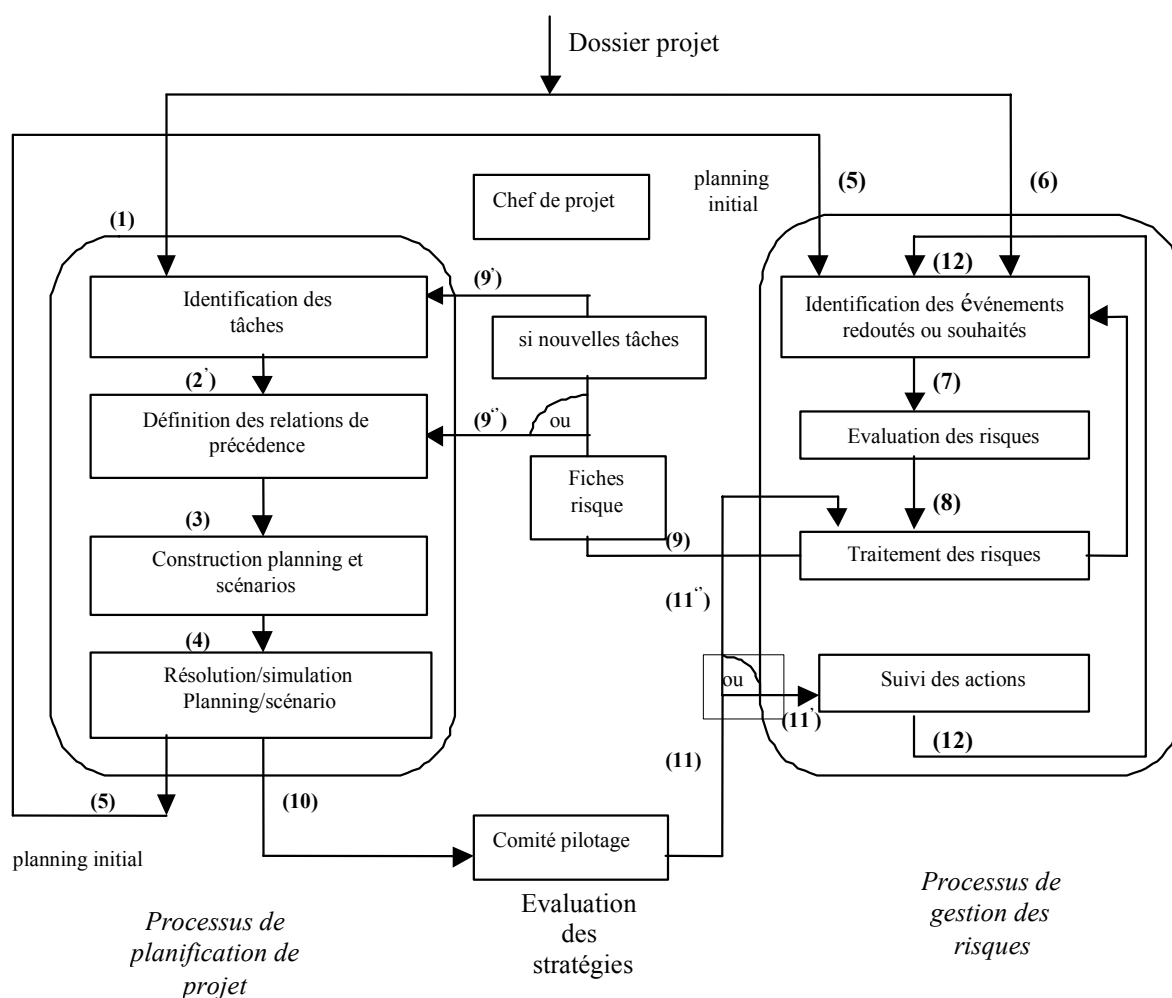 Dossier projet
planning
initial
(5)
(6)
Chef de projet
(1)
(12)
Identification des
tâches
(9’)
Identification des événements
redoutés ou souhaités
si nouvelles tâches
(2’)
(7)
Définition des relations de
précédence
(9‘’)
ou
Evaluation des risques
Fiches
risque
(8)
(3)
(9)
Construction planning et
scénarios
Traitement des risques
(11‘’)
(4)
Résolution/simulation
Planning/scénario
ou
Suivi des actions
(11’)
(12)
(11)
(5)
(10)
planning initial
Comité pilotage
Evaluation
des
stratégies
Processus de
planification de
projet
Processus de
gestion des
risques